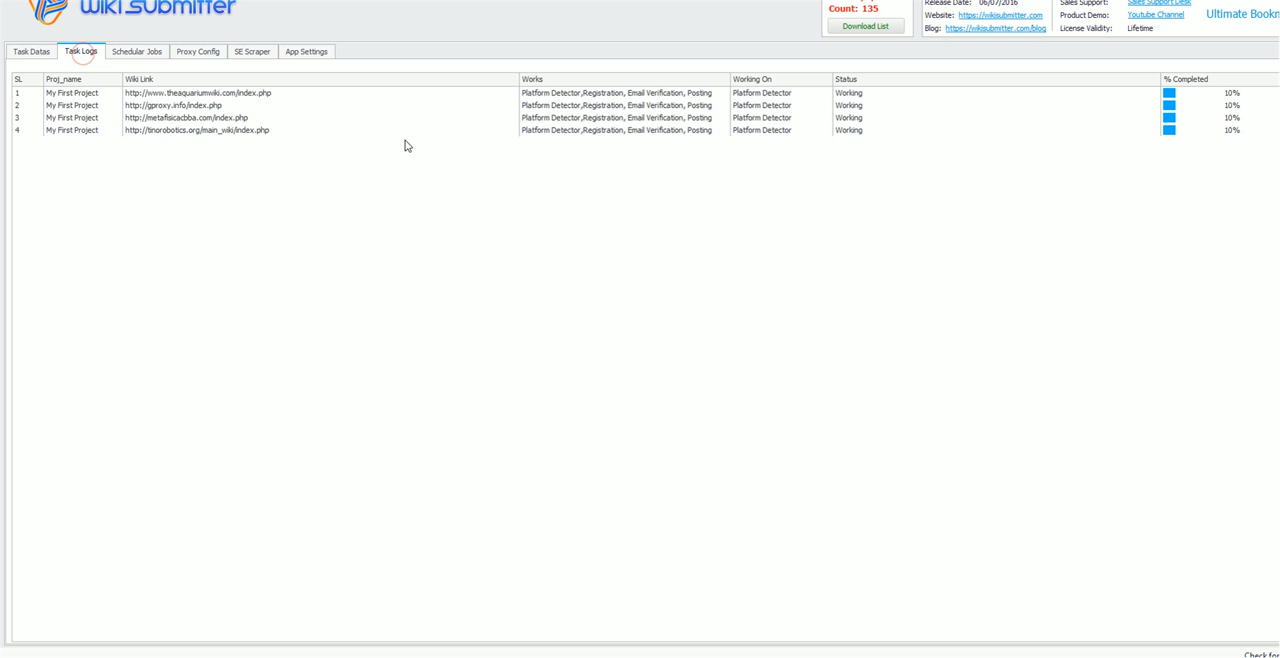 wiki submitter
Count: 135
Download List
Release Date: 06/07/2016
Website: https://wikisubmitter.com
Blog: https://wikisubmitter.com/blog
Sales Support: Sales Support Desk
Product Demo: Youtube Channel
License Validity: Lifetime
Ultimate Bookm
Task Datas Task Logs Schedular Jobs Proxy Config SE Scraper App Settings
SL Proj_name Wiki Link Works Working On Status % Completed
1 My First Project http://www.theaquariumwiki.com/index.php Platform Detector,Registration, Email Verification, Posting Platform Detector Working 10%
2 My First Project http://gproxy.info/index.php Platform Detector,Registration, Email Verification, Posting Platform Detector Working 10%
3 My First Project http://metafisicacbba.com/index.php Platform Detector,Registration, Email Verification, Posting Platform Detector Working 10%
4 My First Project http://tinorobotics.org/main_wiki/index.php Platform Detector,Registration, Email Verification, Posting Platform Detector Working 10%
Check for